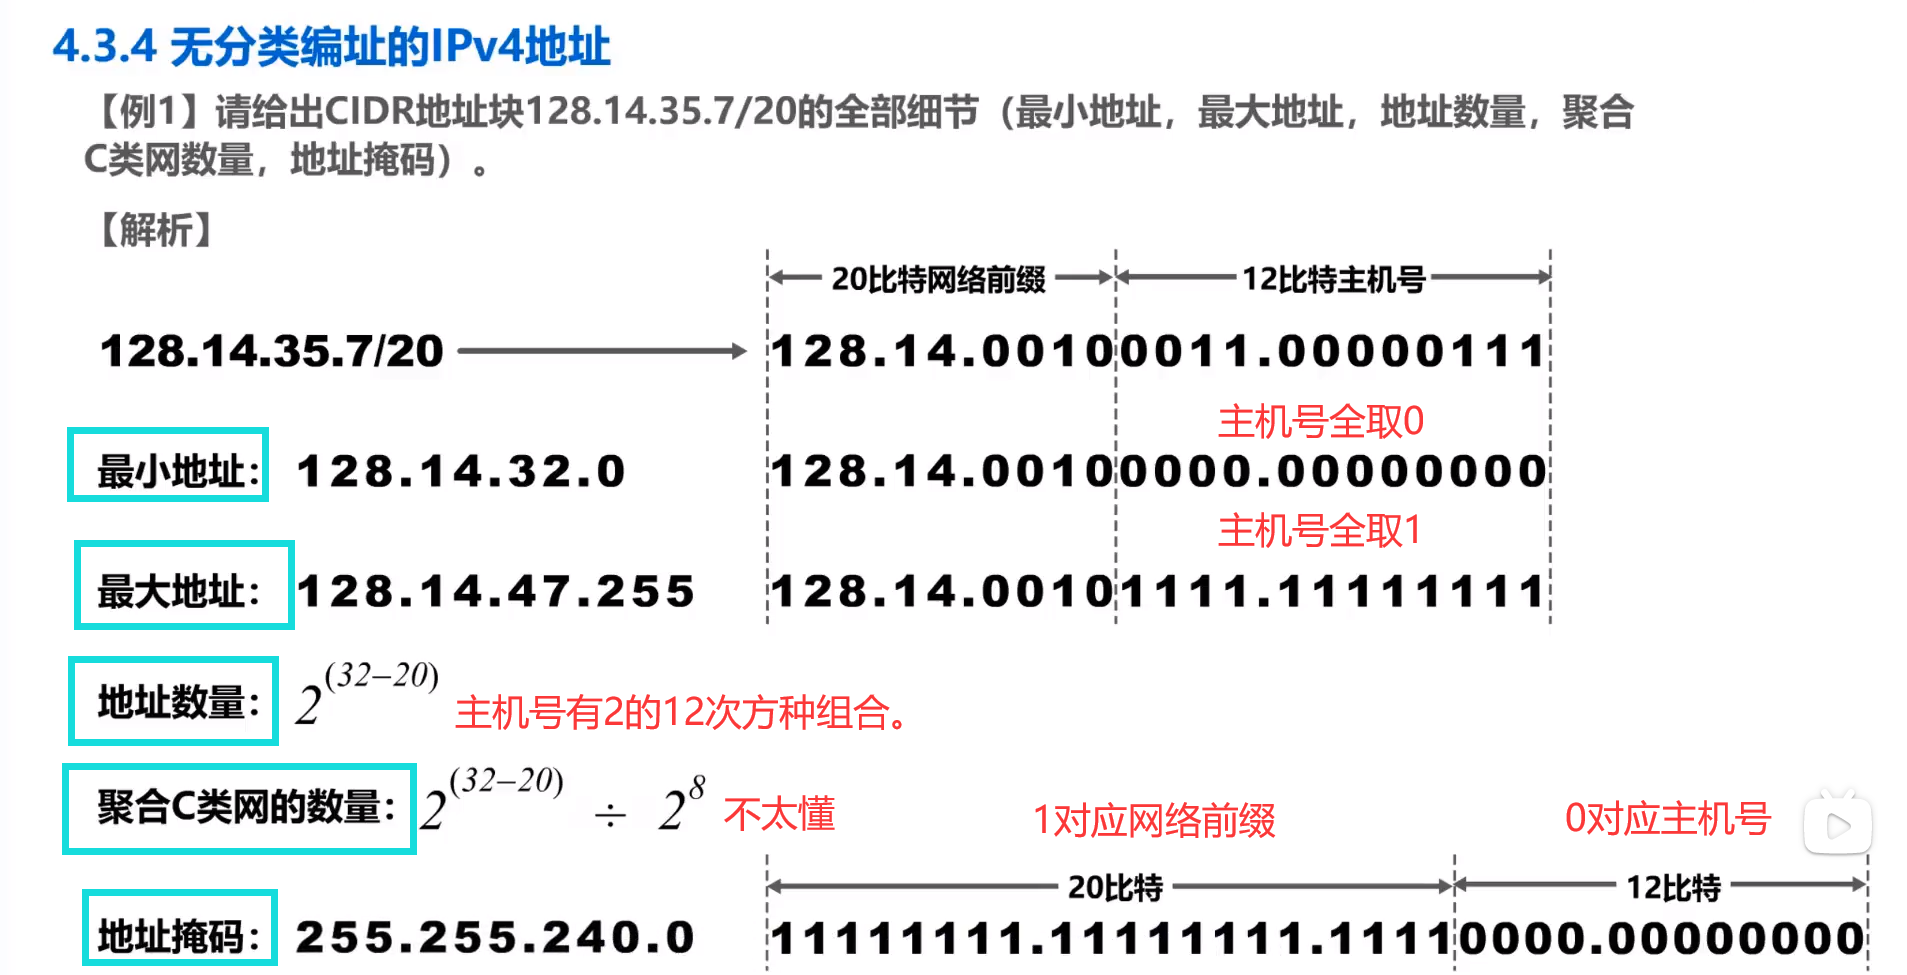 4.3.4 无分类编址的IPv4地址
【例1】请给出CIDR地址块128.14.35.7/20的全部细节（最小地址，最大地址，地址数量，聚合
C类网数量，地址掩码）。
【解析】
20比特网络前缀 12比特主机号
128.14.35.7/20 128.14.00100011.00000111
主机号全取0
最小地址： 128.14.32.0 128.14.00100000.00000000
主机号全取1
最大地址： 128.14.47.255 128.14.00101111.11111111
地址数量： 2^(32–20) 主机号有2的12次方种组合。
聚合C类网的数量： 2^(32–20) ÷ 2^8 不太懂 1对应网络前缀 0对应主机号
20比特 12比特
地址掩码： 255.255.240.0 11111111.11111111.11110000.00000000